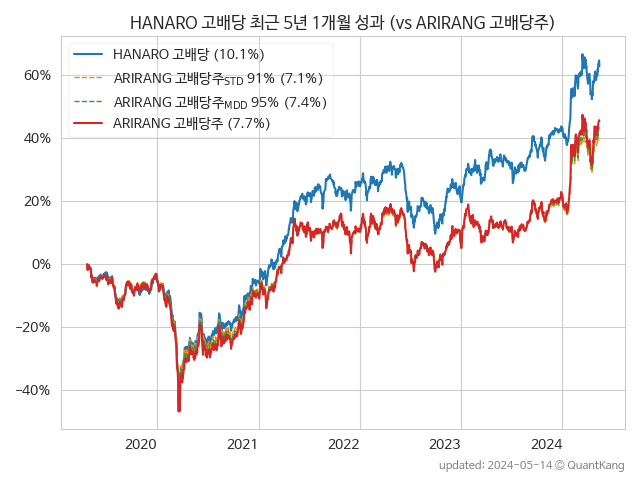 HANARO 고배당 최근 5년 1개월 성과 (vs ARIRANG 고배당주)
HANARO 고배당 (10.1%)
ARIRANG 고배당주STD 91% (7.1%)
ARIRANG 고배당주MDD 95% (7.4%)
ARIRANG 고배당주 (7.7%)
60%
40%
20%
0%
−20%
−40%
2020 2021 2022 2023 2024
updated: 2024-05-14 © QuantKang